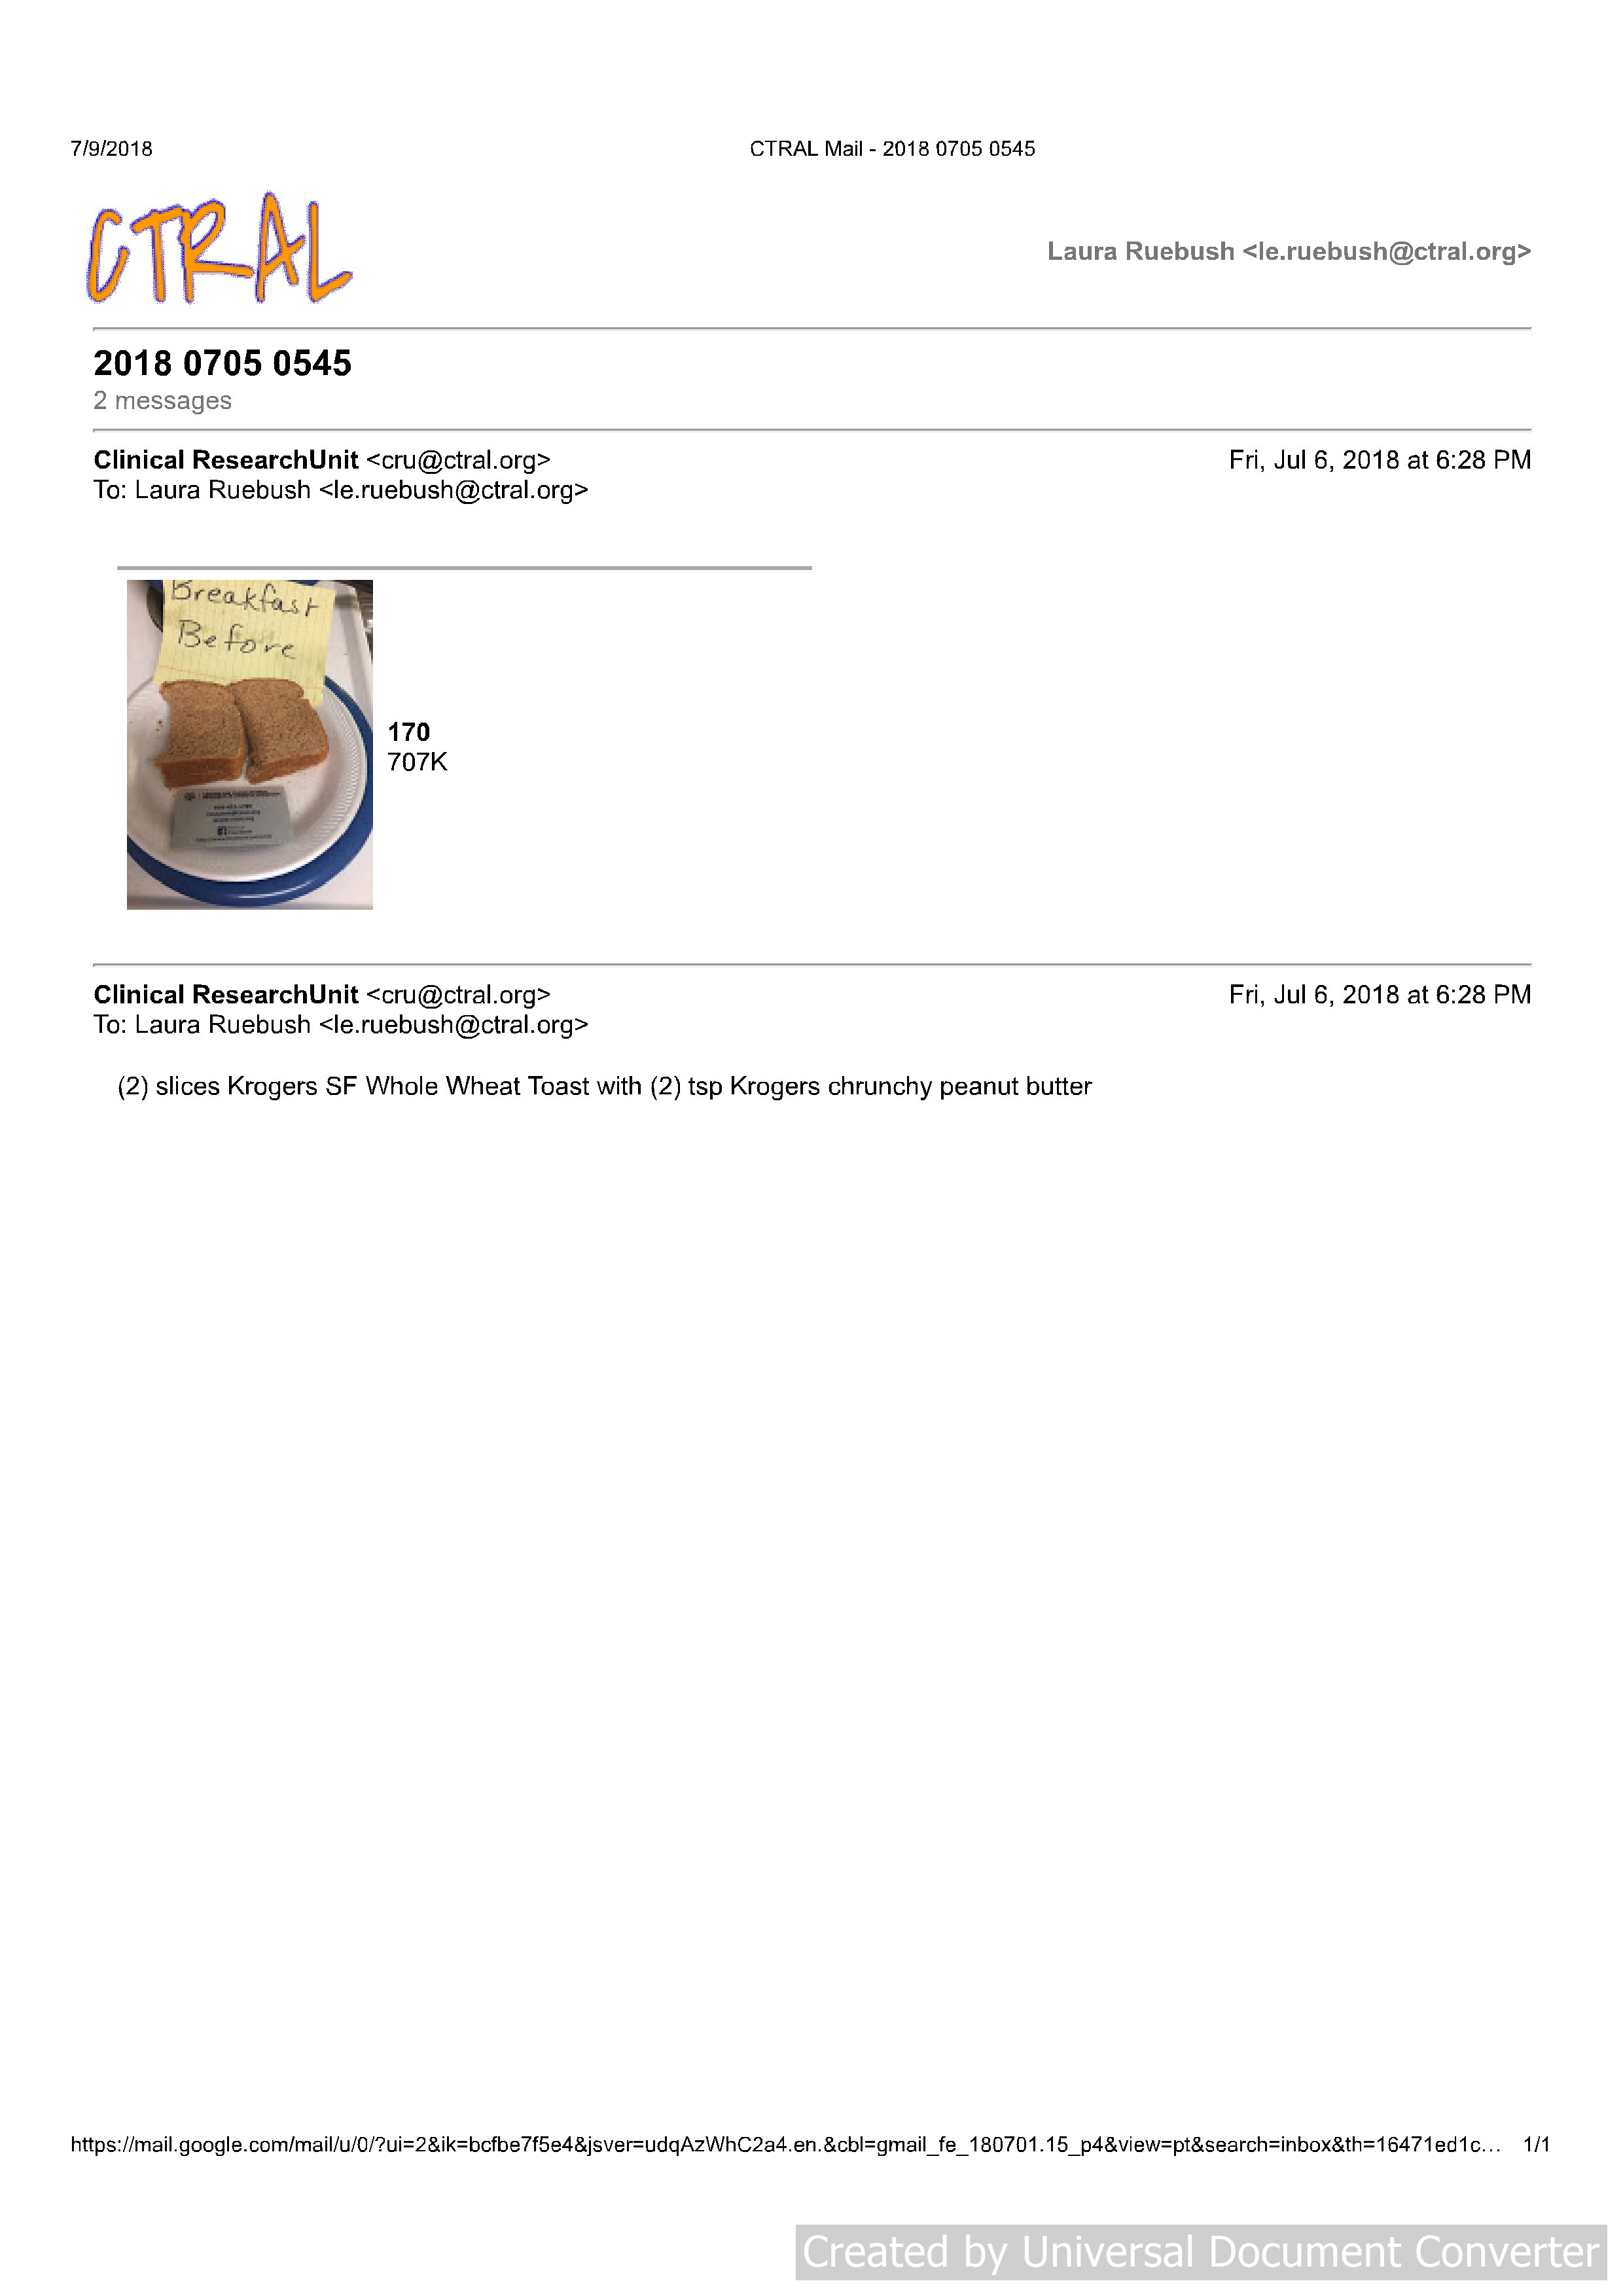 7/9/2018
CTRAL Mail - 2018 0705 0545
CTRAL
Laura Ruebush <le.ruebush@ctral.org>
2018 0705 0545
2 messages
Clinical ResearchUnit <cru@ctral.org>
Fri, Jul 6, 2018 at 6:28 PM
To: Laura Ruebush <le.ruebush@ctral.org>
Breakfast
Before
170
707K
Clinical ResearchUnit <cru@ctral.org>
Fri, Jul 6, 2018 at 6:28 PM
To: Laura Ruebush <le.ruebush@ctral.org>
(2) slices Krogers SF Whole Wheat Toast with (2) tsp Krogers chrunchy peanut butter
https://mail.google.com/mail/u/0/?ui=2&ik=bcfbe7f5e4&jsver=udqAzWhC2a4.en.&cbl=gmail_fe_180701.15_p4&view=pt&search=inbox&th=16471ed1c... 1/1
Created by Universal Document Converter